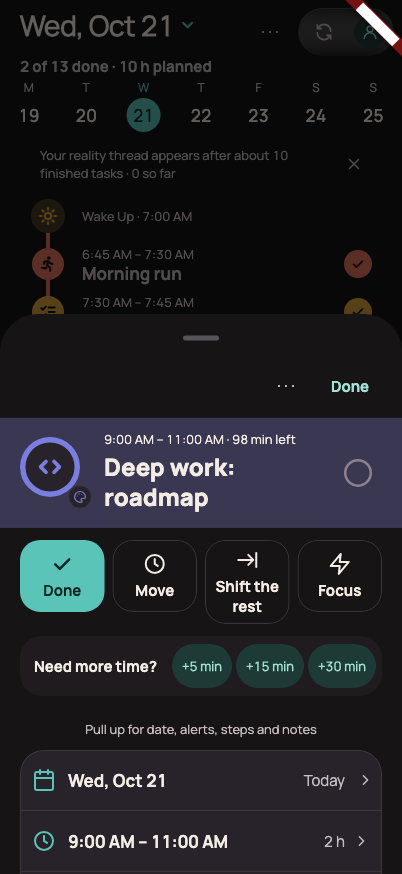 Wed, Oct 21
...
2 of 13 done · 10 h planned
M T W T F S S
19 20 21 22 23 24 25
Your reality thread appears after about 10
finished tasks · 0 so far
Wake Up · 7:00 AM
6:45 AM – 7:30 AM
Morning run
7:30 AM – 7:45 AM
...
Done
9:00 AM – 11:00 AM · 98 min left
Deep work:
roadmap
Done
Move
Shift the
rest
Focus
Need more time?
+5 min
+15 min
+30 min
Pull up for date, alerts, steps and notes
Wed, Oct 21
Today
9:00 AM – 11:00 AM
2 h